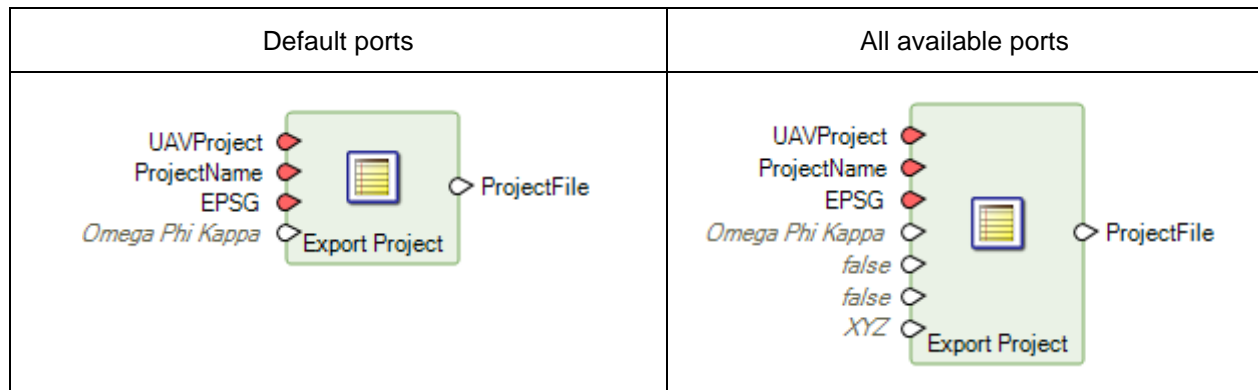 Default ports
All available ports
UAVProject
ProjectName
EPSG
Omega Phi Kappa
Export Project
ProjectFile
UAVProject
ProjectName
EPSG
Omega Phi Kappa
false
false
XYZ
Export Project
ProjectFile